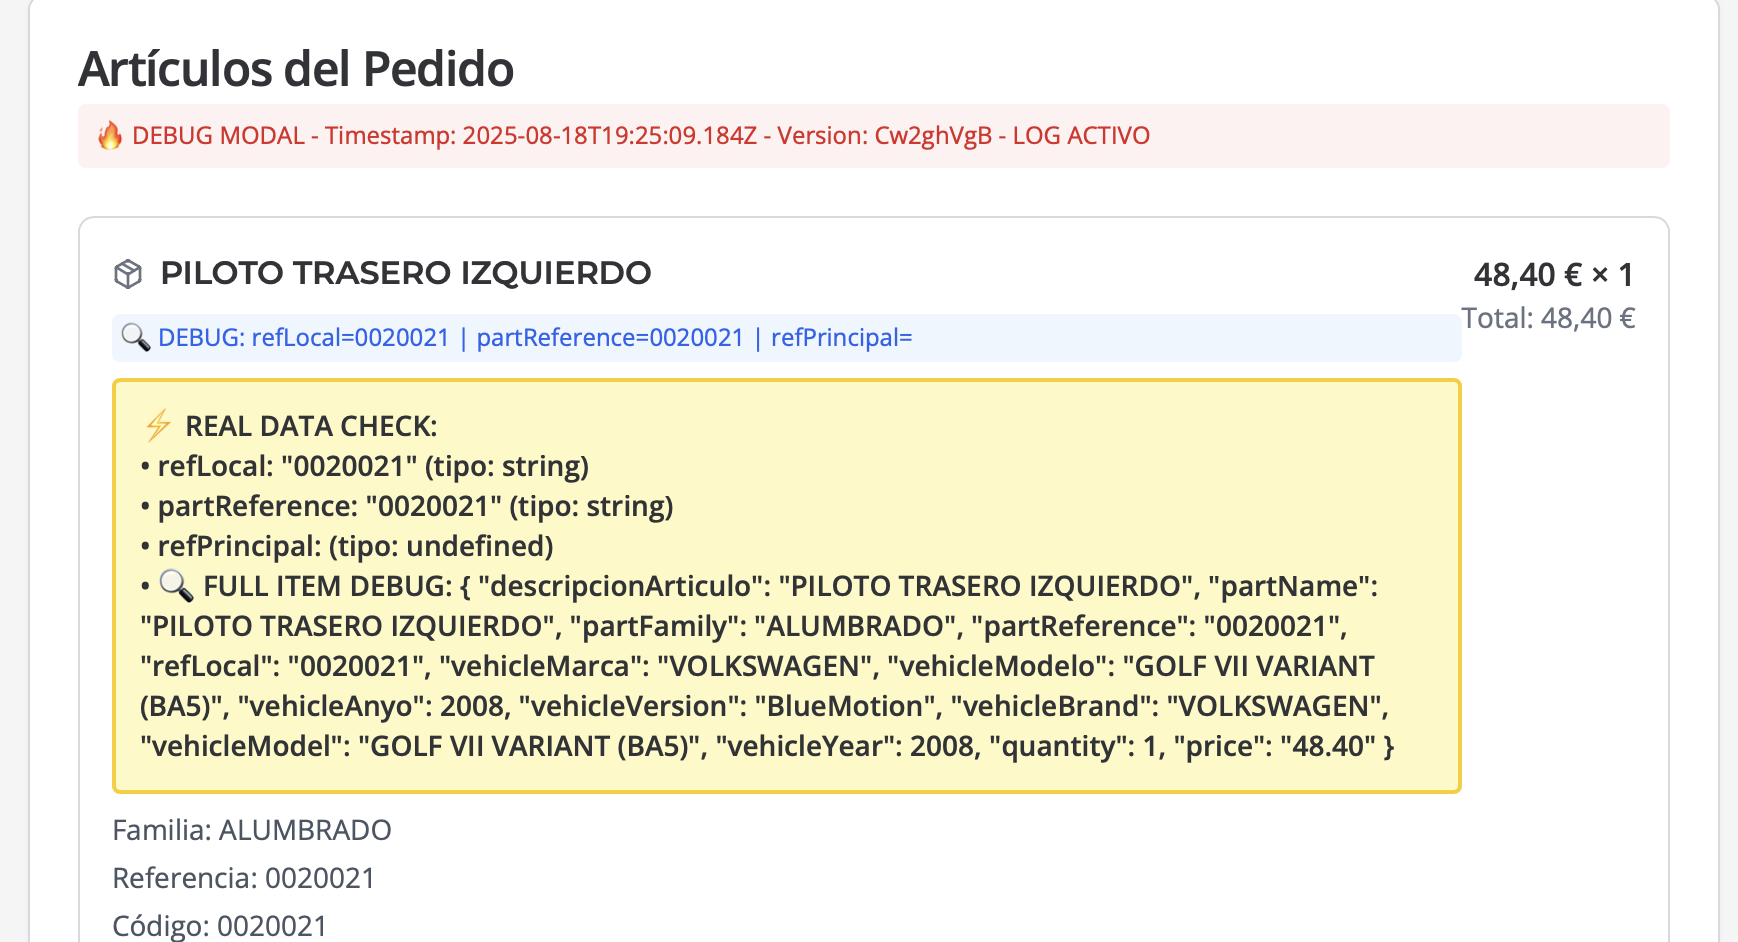 Artículos del Pedido
🔥 DEBUG MODAL - Timestamp: 2025-08-18T19:25:09.184Z - Version: Cw2ghVgB - LOG ACTIVO
PILOTO TRASERO IZQUIERDO
48,40 € × 1
Total: 48,40 €
🔍 DEBUG: refLocal=0020021 | partReference=0020021 | refPrincipal=
⚡ REAL DATA CHECK:
• refLocal: "0020021" (tipo: string)
• partReference: "0020021" (tipo: string)
• refPrincipal: (tipo: undefined)
• 🔍 FULL ITEM DEBUG: { "descripcionArticulo": "PILOTO TRASERO IZQUIERDO", "partName":
"PILOTO TRASERO IZQUIERDO", "partFamily": "ALUMBRADO", "partReference": "0020021",
"refLocal": "0020021", "vehicleMarca": "VOLKSWAGEN", "vehicleModelo": "GOLF VII VARIANT
(BA5)", "vehicleAnyo": 2008, "vehicleVersion": "BlueMotion", "vehicleBrand": "VOLKSWAGEN",
"vehicleModel": "GOLF VII VARIANT (BA5)", "vehicleYear": 2008, "quantity": 1, "price": "48.40" }
Familia: ALUMBRADO
Referencia: 0020021
Código: 0020021